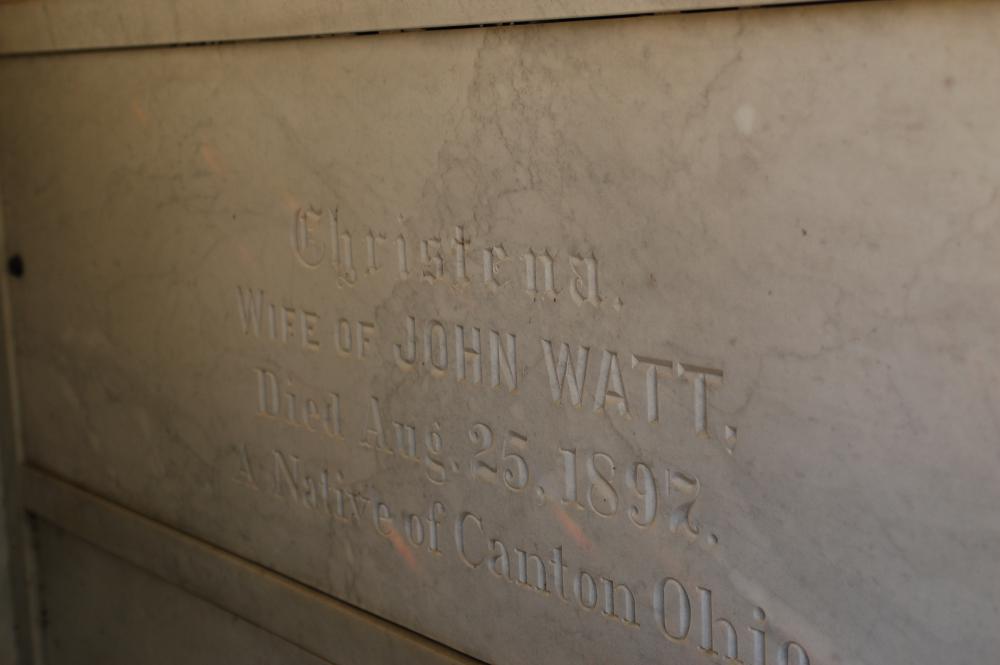 Christena.
WIFE OF JOHN WATT,
Died Aug. 25, 1897.
A Native of Canton Ohio